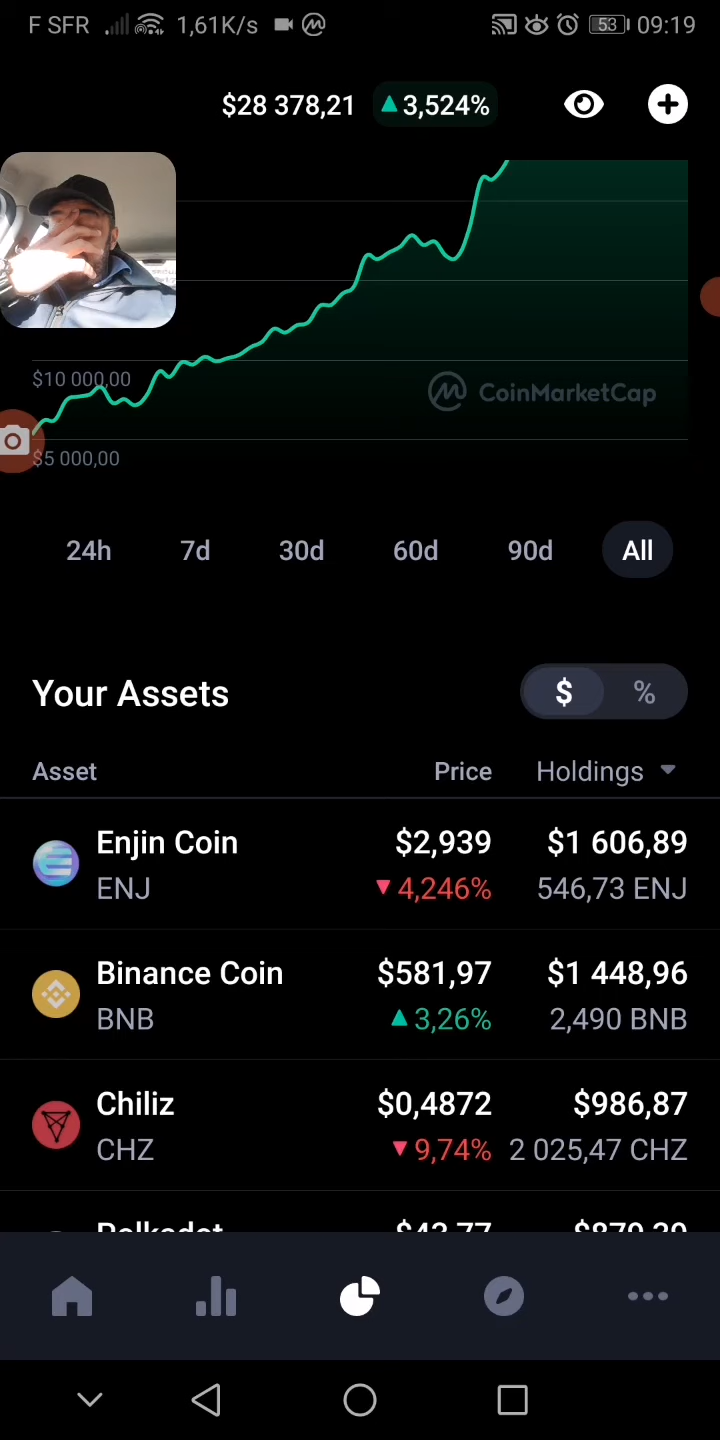 F SFR 1,61K/s 53 09:19
$28 378,21 3,524%
$10 000,00
CoinMarketCap
$5 000,00
24h 7d 30d 60d 90d All
Your Assets $ %
Asset Price Holdings
Enjin Coin $2,939 $1 606,89
ENJ 4,246% 546,73 ENJ
Binance Coin $581,97 $1 448,96
BNB 3,26% 2,490 BNB
Chiliz $0,4872 $986,87
CHZ 9,74% 2 025,47 CHZ
Polkadot $43,77